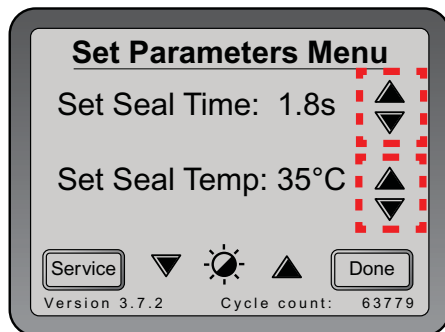 Set Parameters Menu
Set Seal Time: 1.8s
Set Seal Temp: 35°C
Service Done
Version 3.7.2 Cycle count: 63779